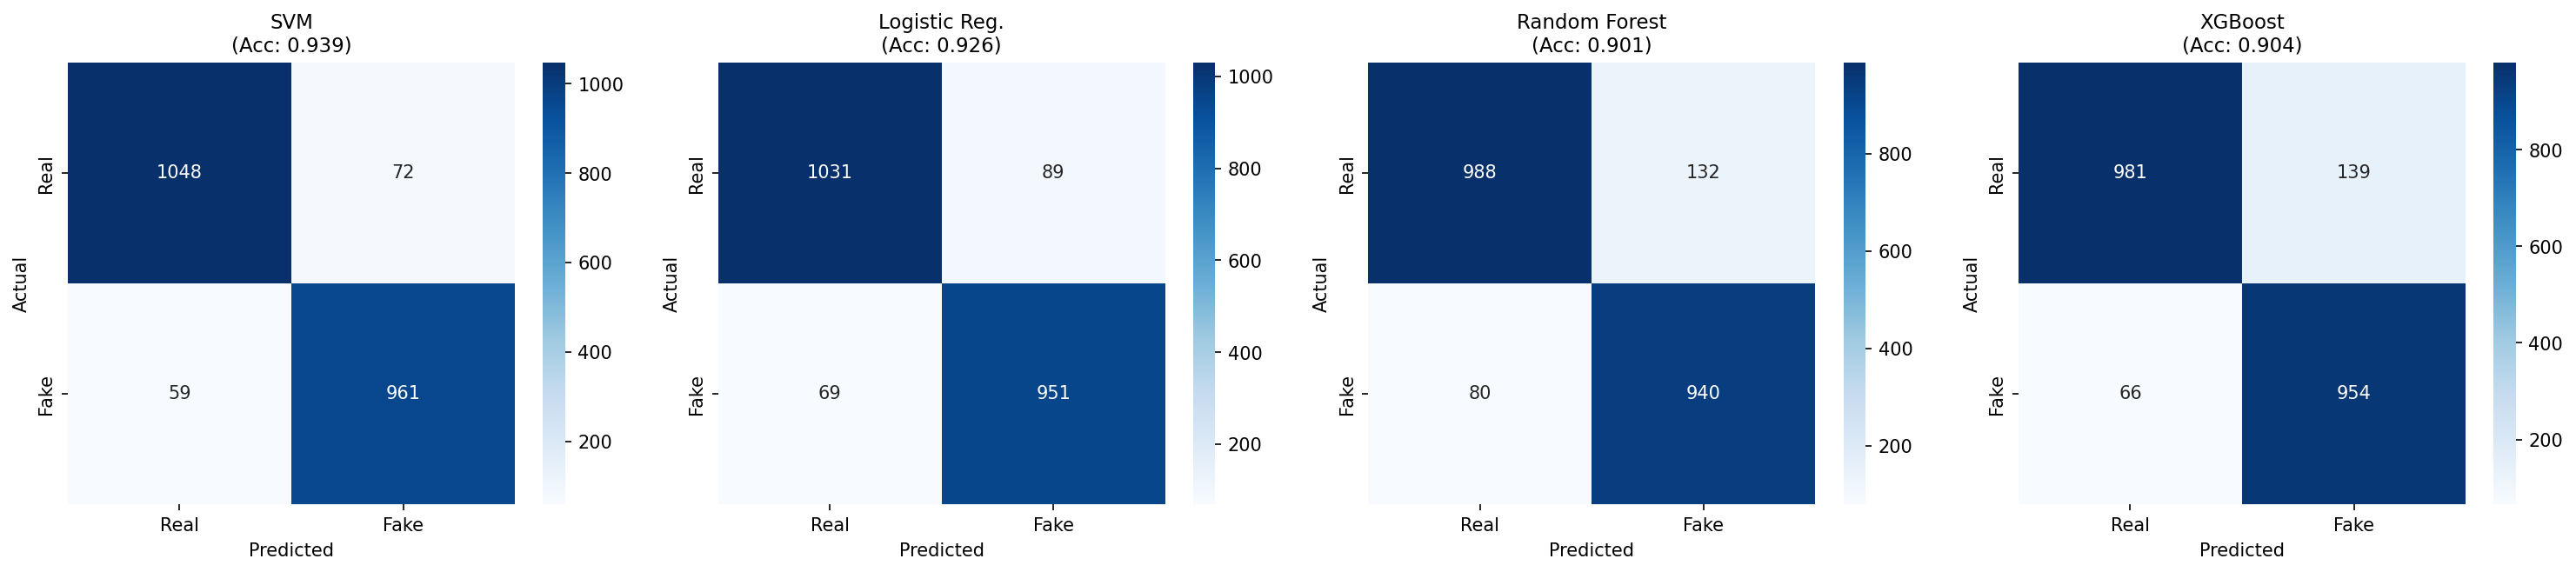 SVM
(Acc: 0.939)
Real
Fake
Actual
1048
72
59
961
Real
Fake
Predicted
1000
800
600
400
200
Logistic Reg.
(Acc: 0.926)
Real
Fake
Actual
1031
89
69
951
Real
Fake
Predicted
1000
800
600
400
200
Random Forest
(Acc: 0.901)
Real
Fake
Actual
988
132
80
940
Real
Fake
Predicted
800
600
400
200
XGBoost
(Acc: 0.904)
Real
Fake
Actual
981
139
66
954
Real
Fake
Predicted
800
600
400
200